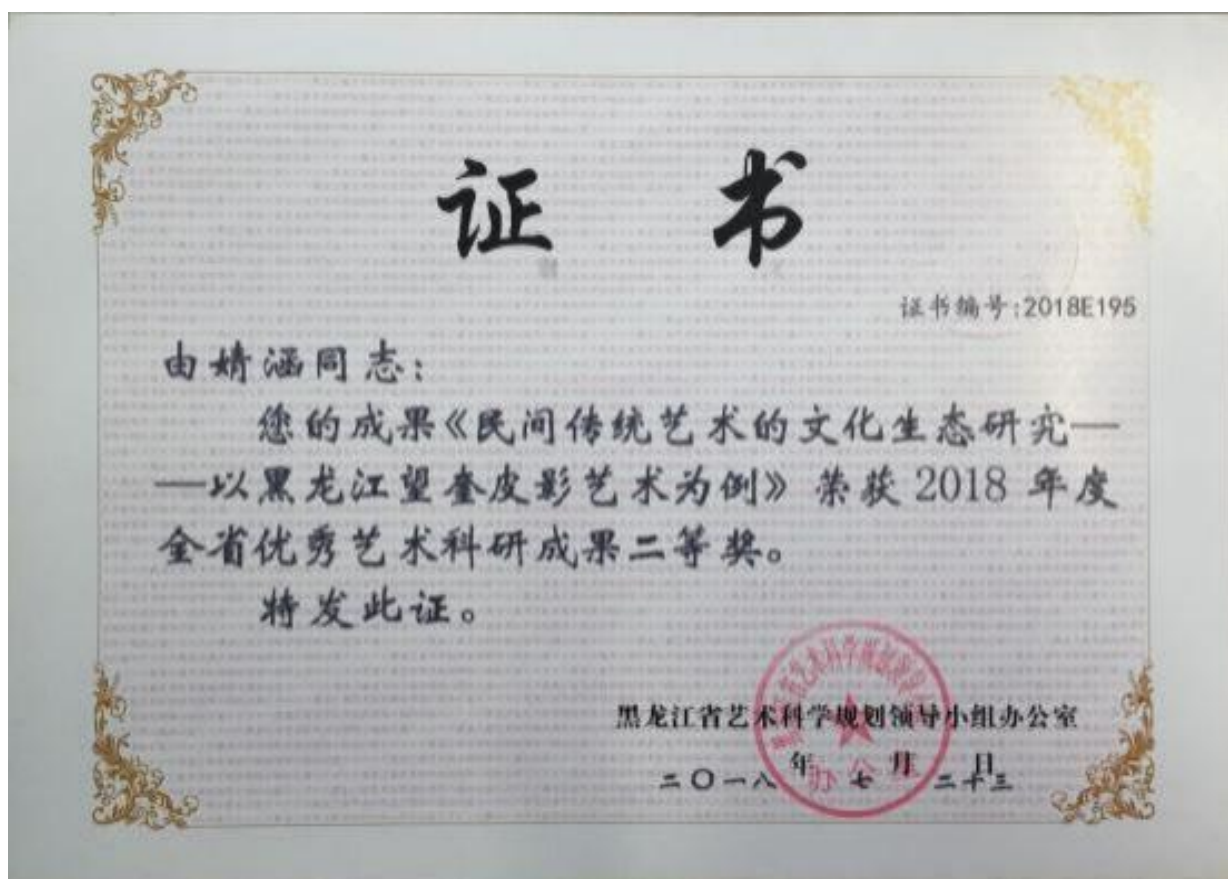 证书
证书编号:2018E195
由婧涵同志:
您的成果《民间传统艺术的文化生态研究—
—以黑龙江望奎皮影艺术为例》荣获 2018 年度
全省优秀艺术科研成果二等奖。
特发此证。
黑龙江省艺术科学规划领导小组办公室
二〇一八年七月二十三日
办公室